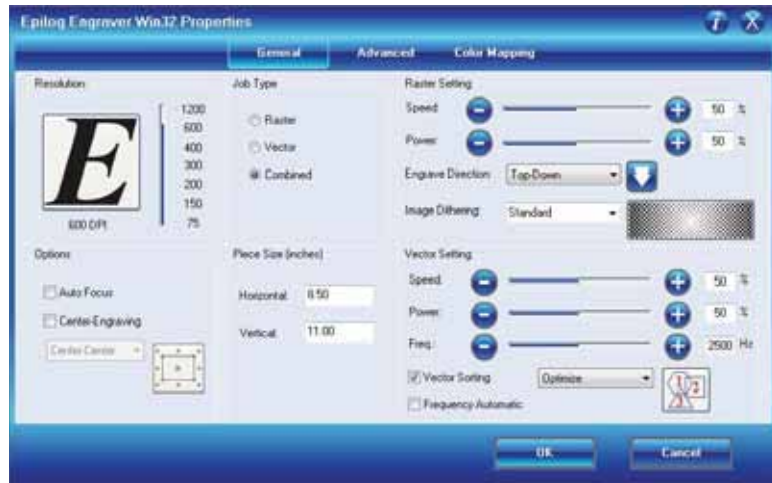 Epilog Engraver Win32 Properties
General Advanced Color Mapping
Resolution
E
600 DPI
1200
600
400
300
200
150
75
Job Type
Raster
Vector
Combined
Raster Setting
Speed 50 %
Power 50 %
Engrave Direction: Top-Down
Image Dithering: Standard
Options
Auto Focus
Center-Engraving
Center-Center
Piece Size (inches)
Horizontal: 8.50
Vertical: 11.00
Vector Setting
Speed: 50 %
Power: 50 %
Freq.: 2500 Hz
Vector Sorting Optimize
1 2
3
Frequency Automatic
OK Cancel